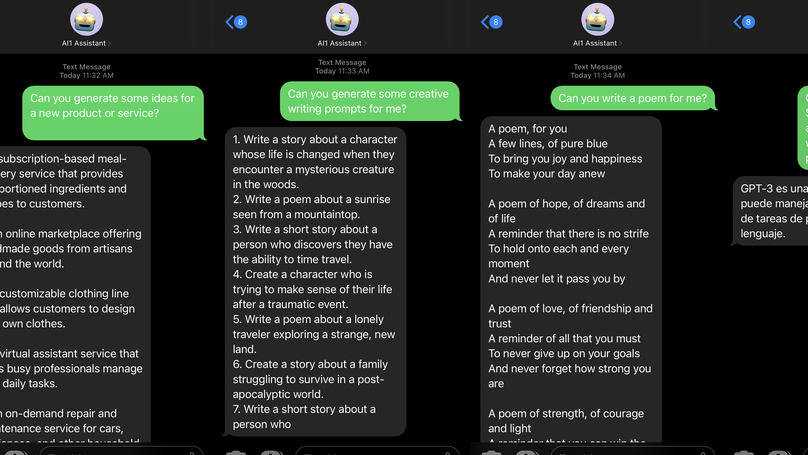 8
AI1 Assistant
Text Message
Today 11:32 AM
Can you generate some ideas for
a new product or service?
subscription-based meal-
service that provides
ingredients and
to customers.
online marketplace offering
goods from artisans
the world.
customizable clothing line
allows customers to design
own clothes.
virtual assistant service that
busy professionals manage
daily tasks.
on-demand repair and
service for cars,
8
AI1 Assistant
Text Message
Today 11:33 AM
Can you generate some creative
writing prompts for me?
1. Write a story about a character
whose life is changed when they
encounter a mysterious creature
in the woods.
2. Write a poem about a sunrise
seen from a mountaintop.
3. Write a short story about a
person who discovers they have
the ability to time travel.
4. Create a character who is
trying to make sense of their life
after a traumatic event.
5. Write a poem about a lonely
traveler exploring a strange, new
land.
6. Create a story about a family
struggling to survive in a post-
apocalyptic world.
7. Write a short story about a
person who
8
AI1 Assistant
Text Message
Today 11:34 AM
Can you write a poem for me?
A poem, for you
A few lines, of pure blue
To bring you joy and happiness
To make your day anew
A poem of hope, of dreams and
of life
A reminder that there is no strife
To hold onto each and every
moment
And never let it pass you by
A poem of love, of friendship and
trust
A reminder of all that you must
To never give up on your goals
And never forget how strong you
are
A poem of strength, of courage
and light
A reminder that you can win the
8
GPT-3 es una
puede
de tareas de
lenguaje.